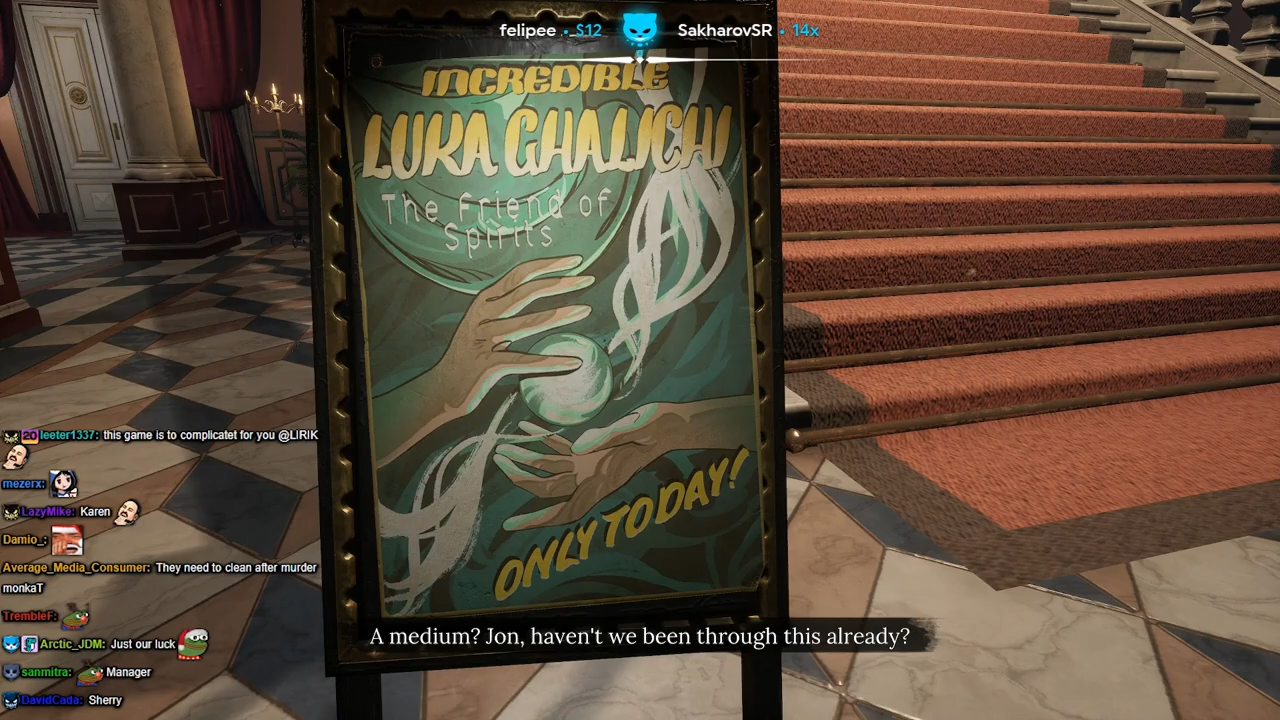 felipee • $12
SakharovSR • 14x
INCREDIBLE
LUKA GHALICHI
The Friend of
Spirits
ONLY TODAY!
20 leeter1337: this game is to complicatet for you @LIRIK
mezerx:
LazyMike: Karen
Damio_:
Average_Media_Consumer: They need to clean after murder
monkaT
TrembleF:
Arctic_JDM: Just our luck
sanmitra: Manager
DavidCada: Sherry
A medium? Jon, haven't we been through this already?